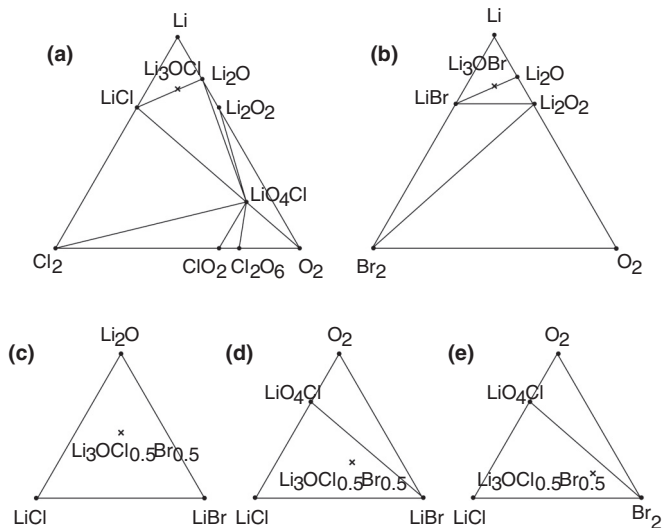 Li
(a)
Li₃OCl
Li₂O
LiCl
Li₂O₂
LiO₄Cl
Cl₂
ClO₂
Cl₂O₆
O₂
Li
(b)
Li₃OBr
Li₂O
LiBr
Li₂O₂
Br₂
O₂
Li₂O
(c)
Li₃OCl₀.₅Br₀.₅
LiCl
LiBr
O₂
(d)
LiO₄Cl
Li₃OCl₀.₅Br₀.₅
LiCl
LiBr
O₂
(e)
LiO₄Cl
Li₃OCl₀.₅Br₀.₅
LiCl
Br₂